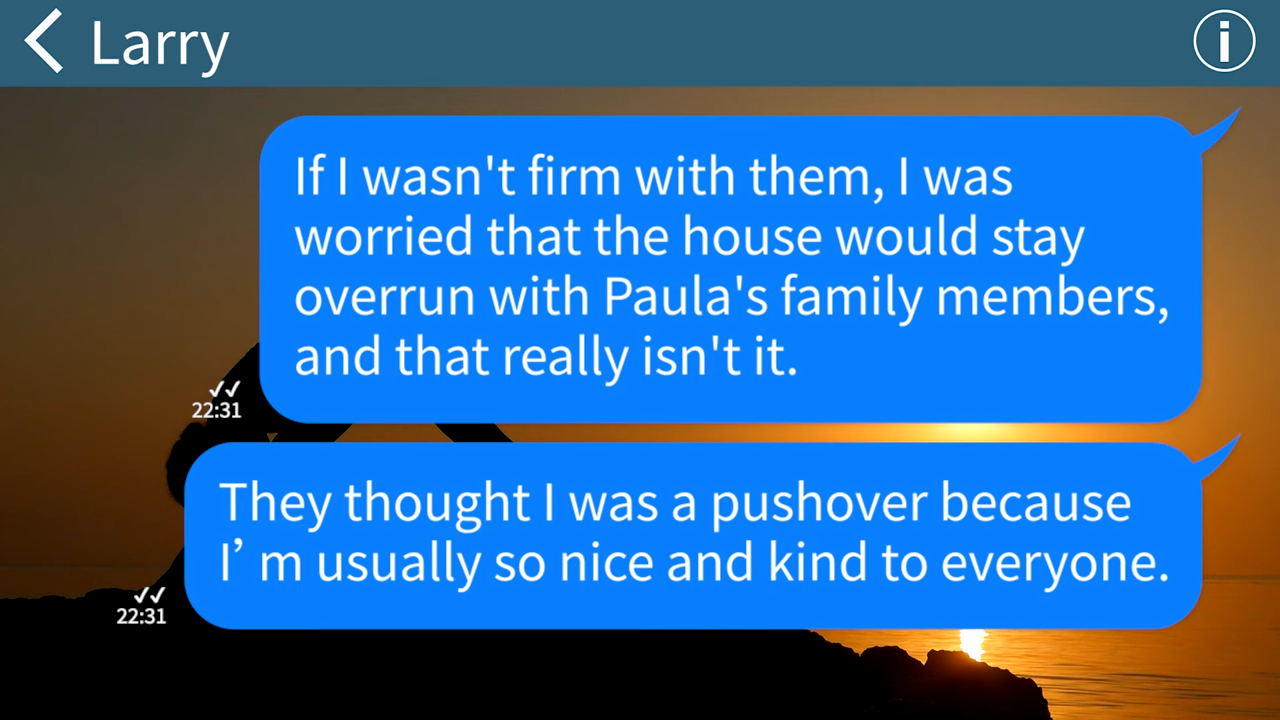 Larry
If I wasn't firm with them, I was
worried that the house would stay
overrun with Paula's family members,
and that really isn't it.
22:31
They thought I was a pushover because
I’m usually so nice and kind to everyone.
22:31